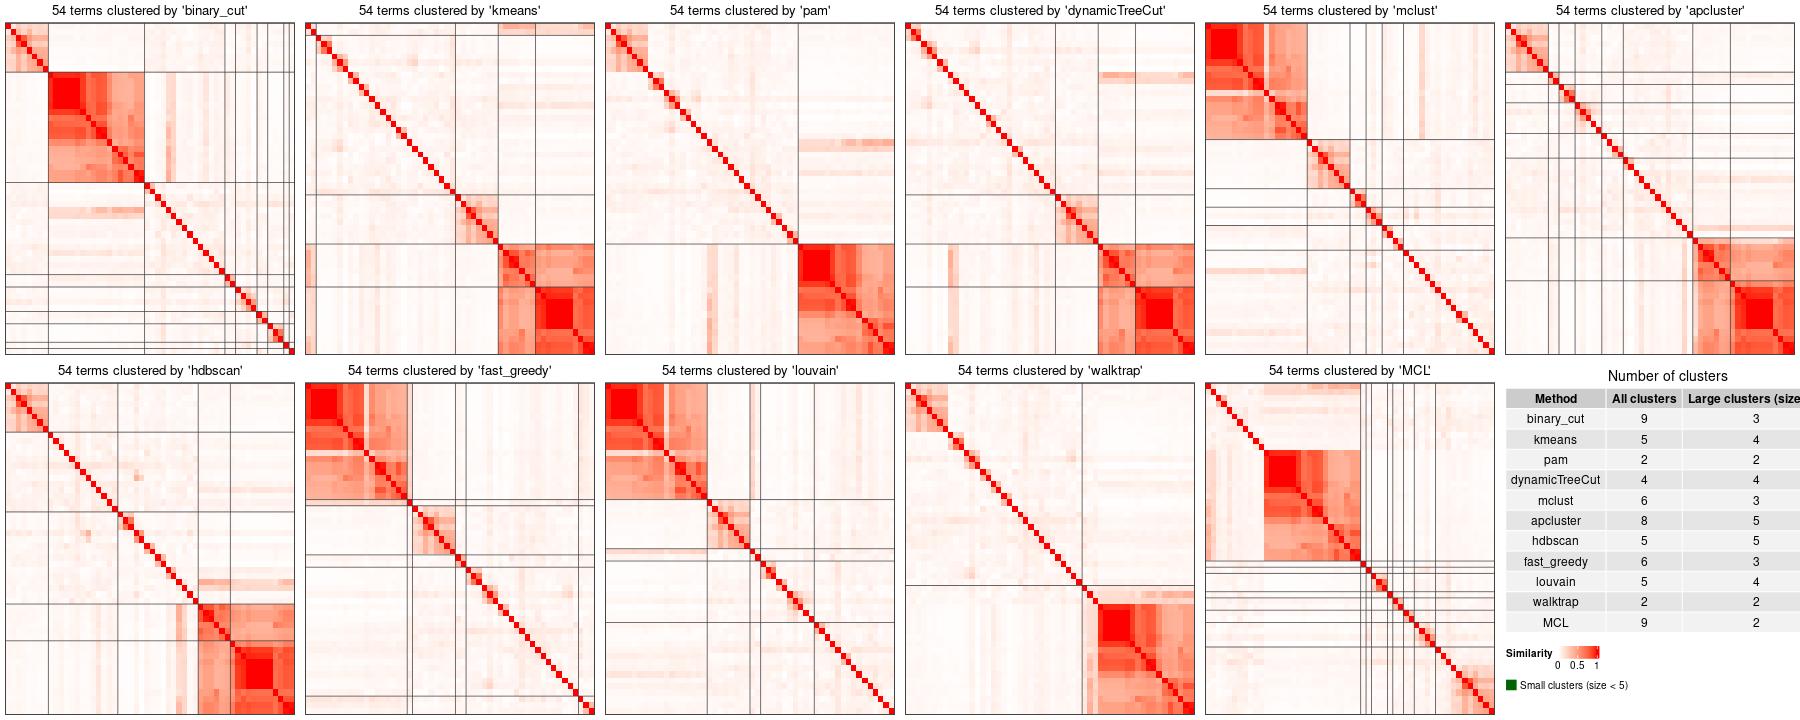 54 terms clustered by 'binary_cut'
54 terms clustered by 'kmeans'
54 terms clustered by 'pam'
54 terms clustered by 'dynamicTreeCut'
54 terms clustered by 'mclust'
54 terms clustered by 'apcluster'
54 terms clustered by 'hdbscan'
54 terms clustered by 'fast_greedy'
54 terms clustered by 'louvain'
54 terms clustered by 'walktrap'
54 terms clustered by 'MCL'
Number of clusters
Method All clusters Large clusters (size
binary_cut 9 3
kmeans 5 4
pam 2 2
dynamicTreeCut 4 4
mclust 6 3
apcluster 8 5
hdbscan 5 5
fast_greedy 6 3
louvain 5 4
walktrap 2 2
MCL 9 2
Similarity
0 0.5 1
Small clusters (size < 5)